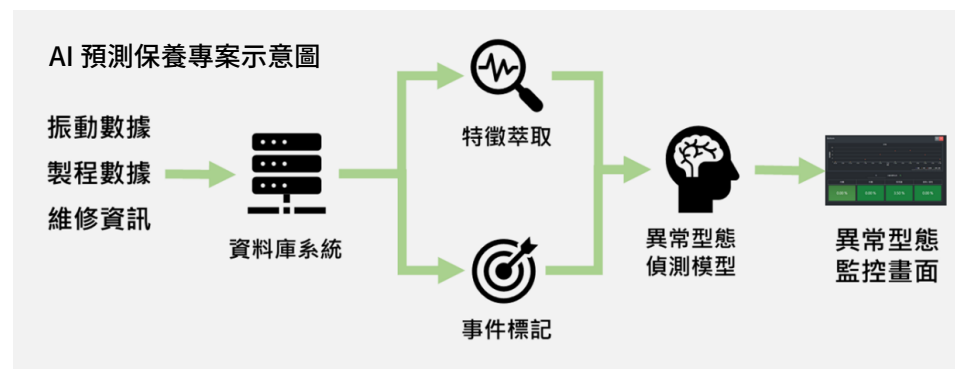 AI 預測保養專案示意圖
振動數據
製程數據
維修資訊
資料庫系統
特徵萃取
事件標記
異常型態
偵測模型
異常型態
監控畫面